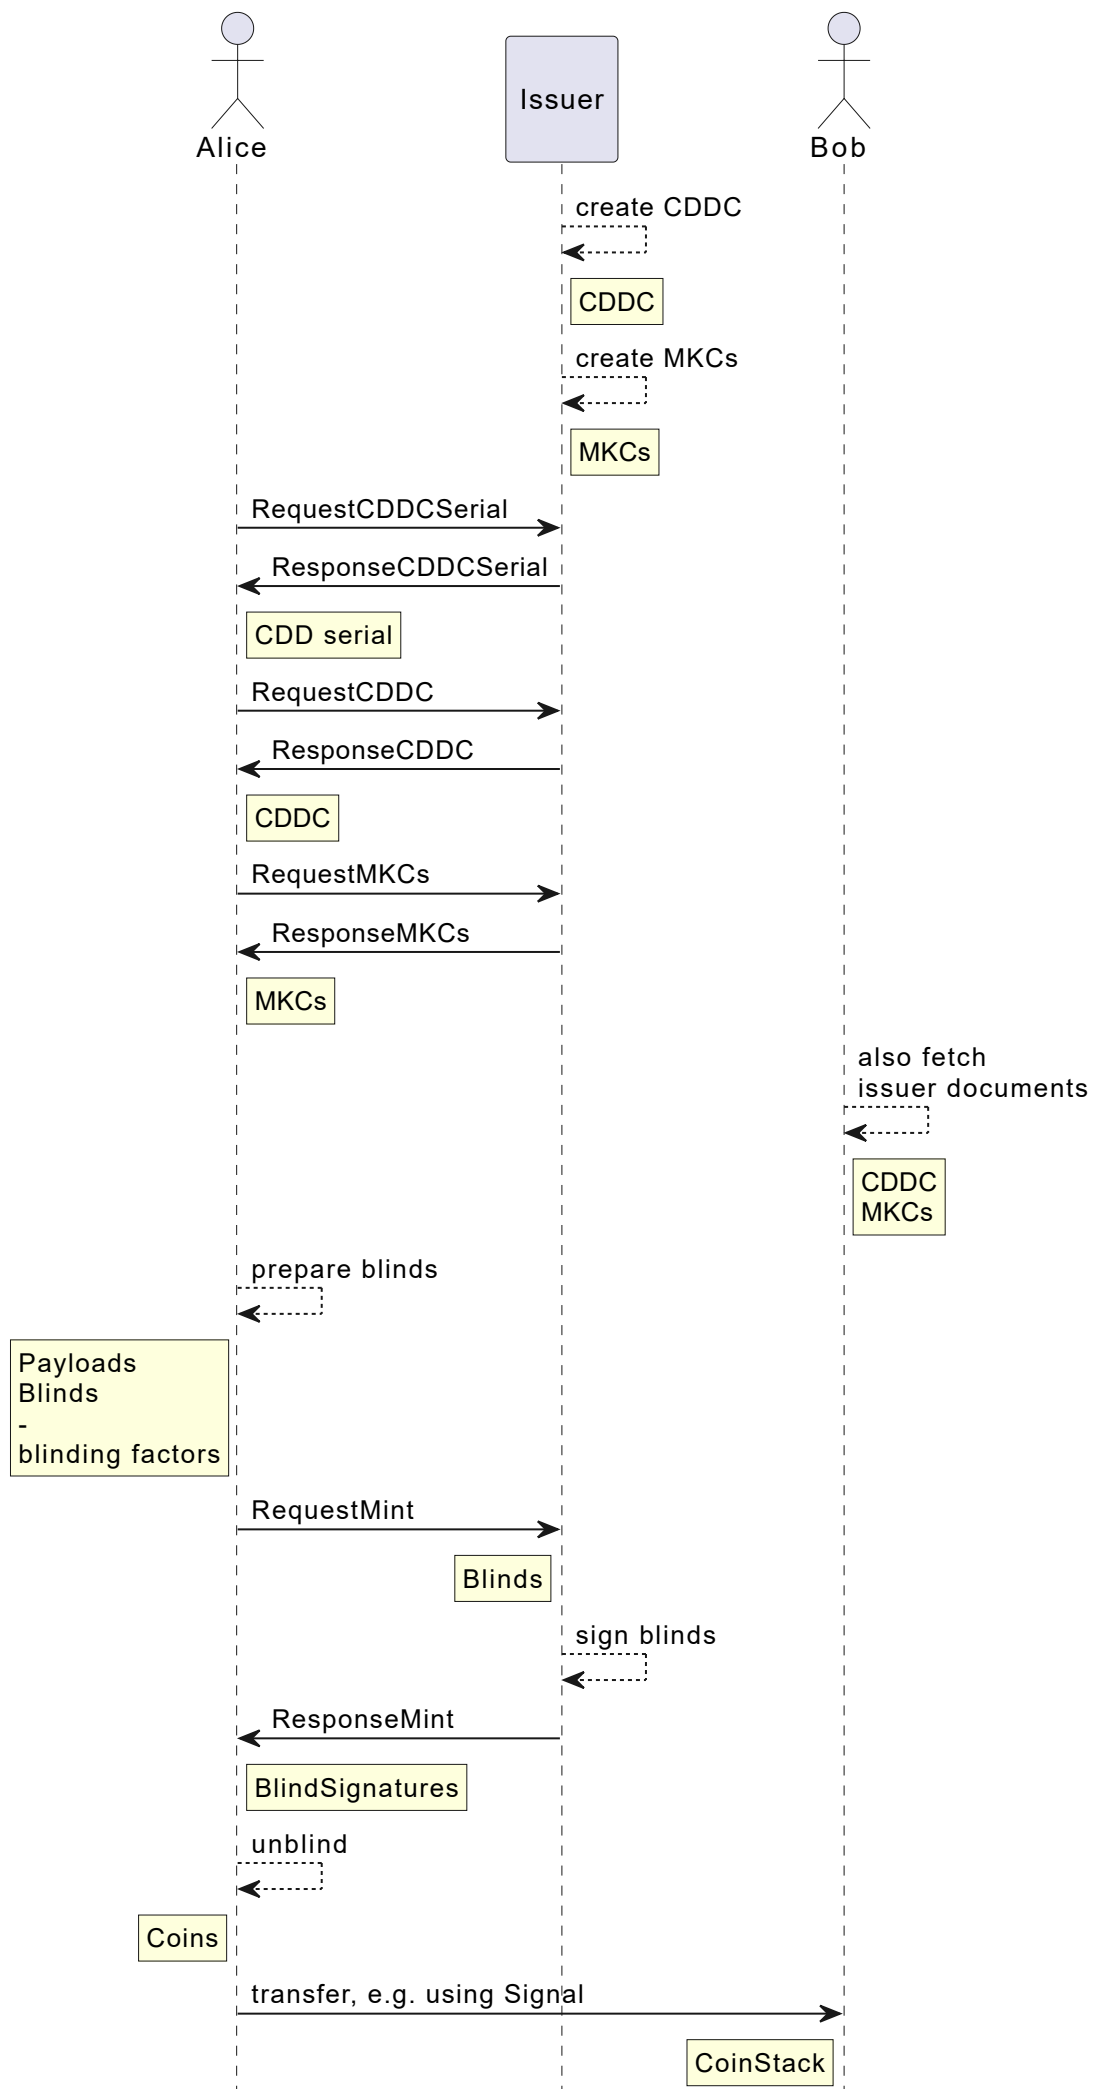 Alice
Issuer
Bob
create CDDC
CDDC
create MKCs
MKCs
RequestCDDCSerial
ResponseCDDCSerial
CDD serial
RequestCDDC
ResponseCDDC
CDDC
RequestMKCs
ResponseMKCs
MKCs
also fetch
issuer documents
CDDC
MKCs
prepare blinds
Payloads
Blinds
-
blinding factors
RequestMint
Blinds
sign blinds
ResponseMint
BlindSignatures
unblind
Coins
transfer, e.g. using Signal
CoinStack